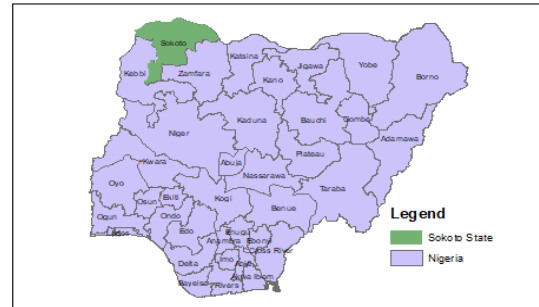 Sokoto
Katsina
Jigawa
Yobe
Borno
Kebbi
Zamfara
Kano
Bauchi
Gombe
Kaduna
Niger
Adamawa
Plateau
Kwara
Abuja
Nassarawa
Taraba
Oyo
Osun
Ekiti
Kogi
Benue
Ogun
Ondo
Edo
Enugu
Anambra
Ebonyi
Cross River
Imo
Delta
Akwa Ibom
Bayelsa
Rivers
Legend
Sokoto State
Nigeria